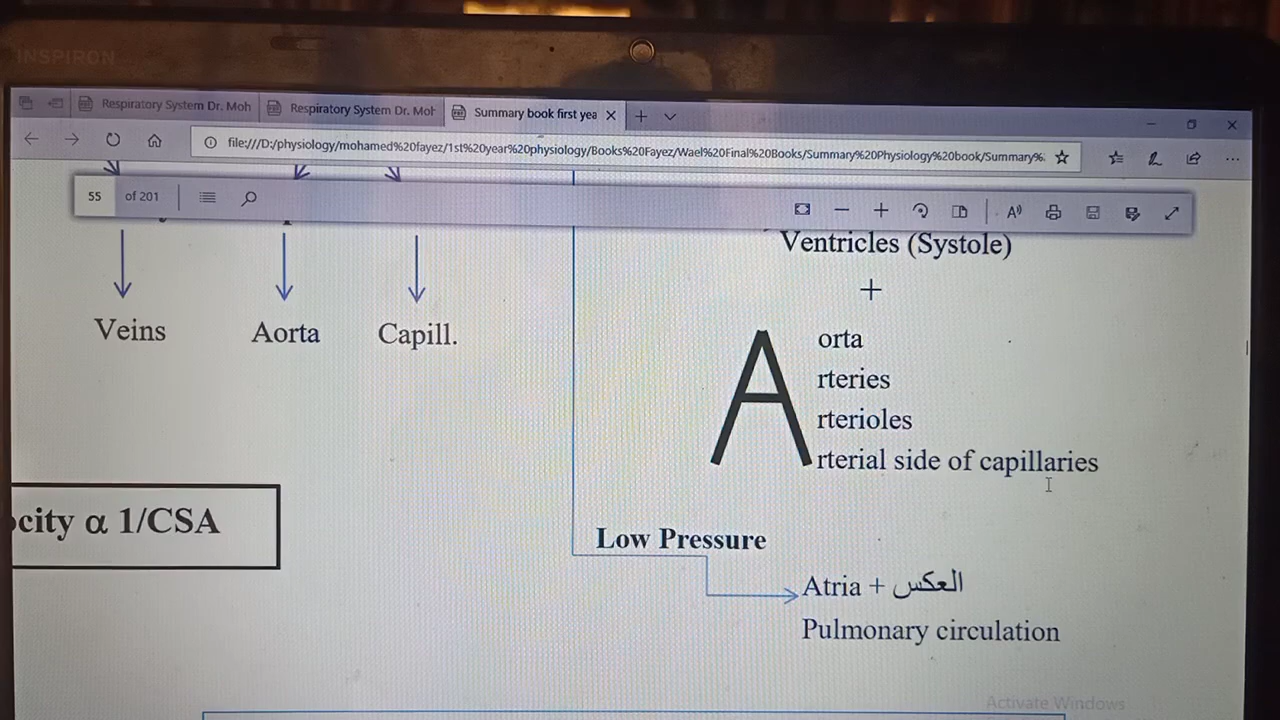 INSPIRON
Respiratory System Dr. Moh
Respiratory System Dr. Moh
Summary book first yea
file:///D:/physiology/mohamed%20fayez/1st%20year%20physiology/Books%20Fayez/Wael%20Final%20Books/Summary%20Physiology%20book/Summary%
55 of 201
Ventricles (Systole)
+
Veins
Aorta
Capill.
A
orta
rteries
rterioles
rterial side of capillaries
ocity α 1/CSA
Low Pressure
Atria + العكس
Pulmonary circulation
Activate Windows